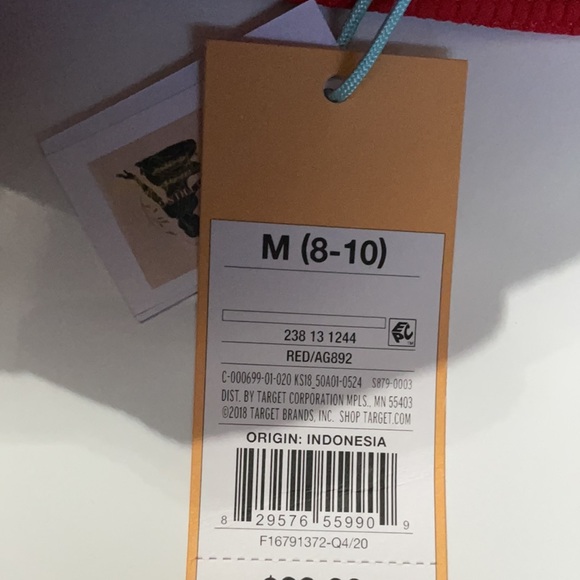 M (8-10)
EPC
238 13 1244
RED/AG892
C-000699-01-020 KS18_50A01-0524 S879-0003
DIST. BY TARGET CORPORATION MPLS., MN 55403
©2018 TARGET BRANDS, INC. SHOP TARGET.COM
ORIGIN: INDONESIA
8 29576 55990 9
F16791372-Q4/20